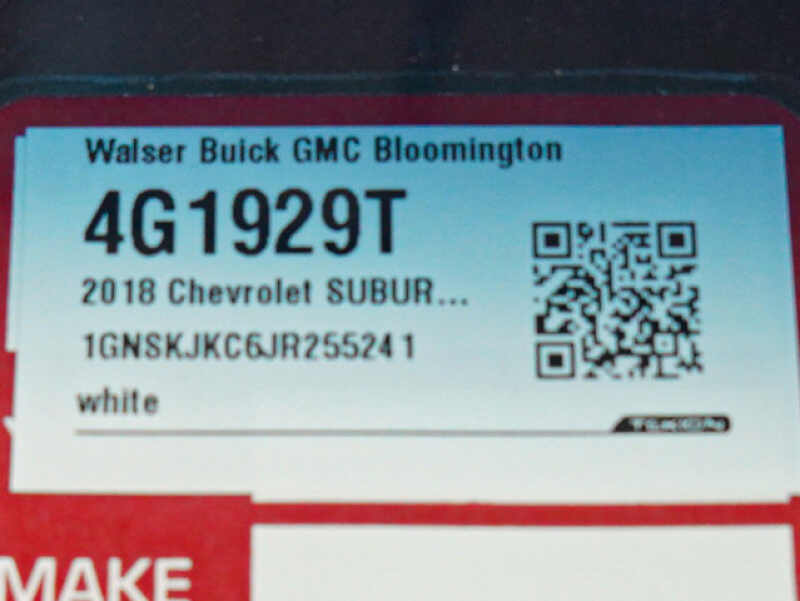 Walser Buick GMC Bloomington
4G1929T
2018 Chevrolet SUBUR...
1GNSKJKC6JR255241
white
MAKE